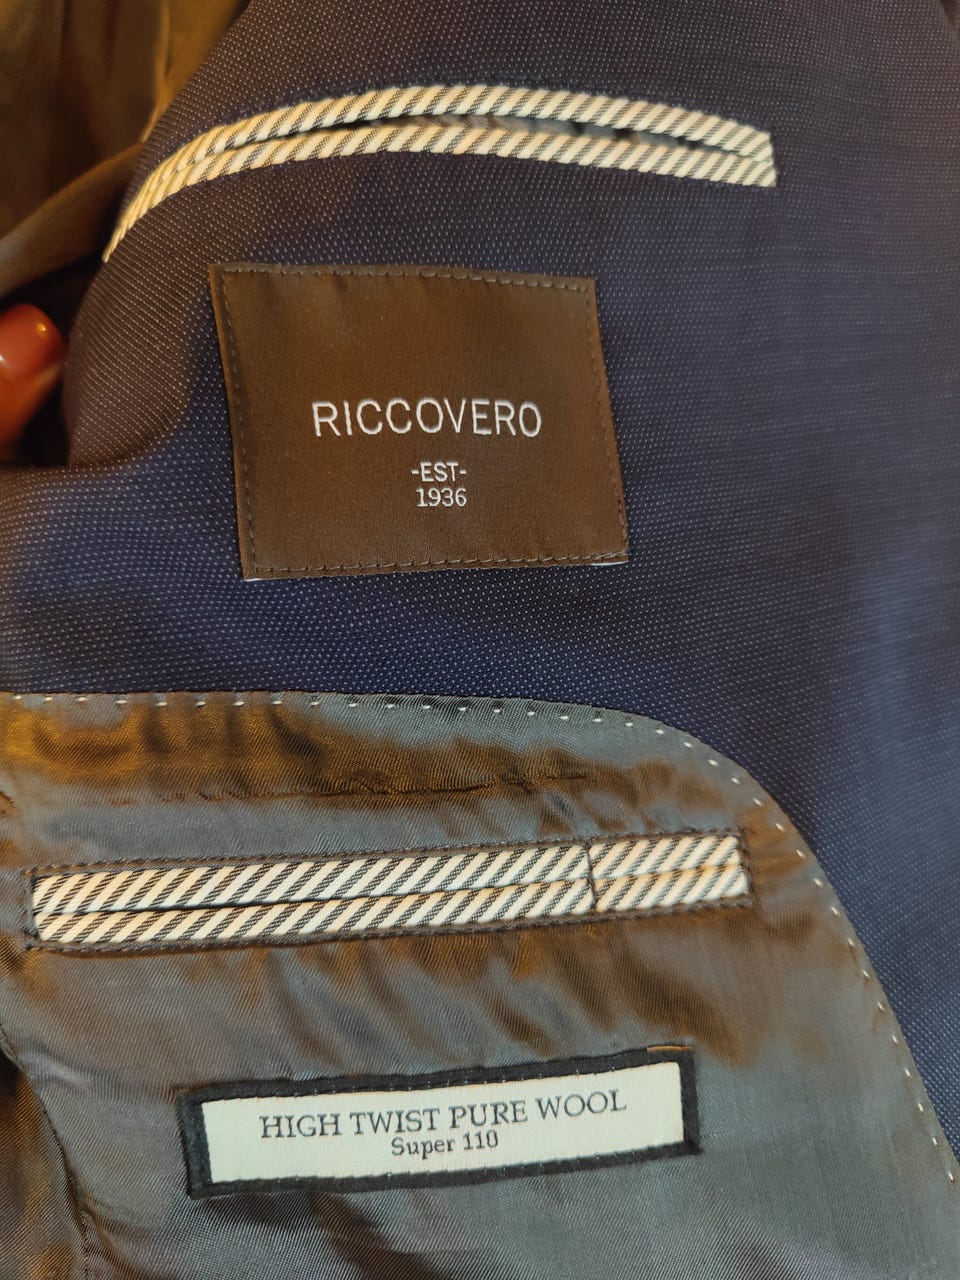 RICCOVERO
-EST-
1936
HIGH TWIST PURE WOOL
Super 110